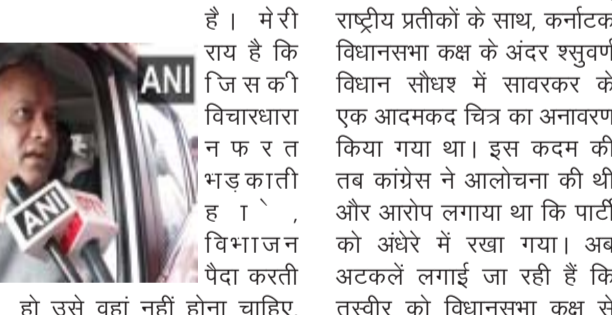 है। मेरी
राय है कि
जिसकी
विचारधारा
नफरत
भड़काती
हो,
विभाजन
पैदा करती
हो उसे वहां नहीं होना चाहिए.
ANI
ANI
राष्ट्रीय प्रतीकों के साथ, कर्नाटक
विधानसभा कक्ष के अंदर श्सुवर्ण
विधान सौधश में सावरकर के
एक आदमकद चित्र का अनावरण
किया गया था। इस कदम की
तब कांग्रेस ने आलोचना की थी
और आरोप लगाया था कि पार्टी
को अंधेरे में रखा गया। अब
अटकलें लगाई जा रही हैं कि
तस्वीर को विधानसभा कक्ष से